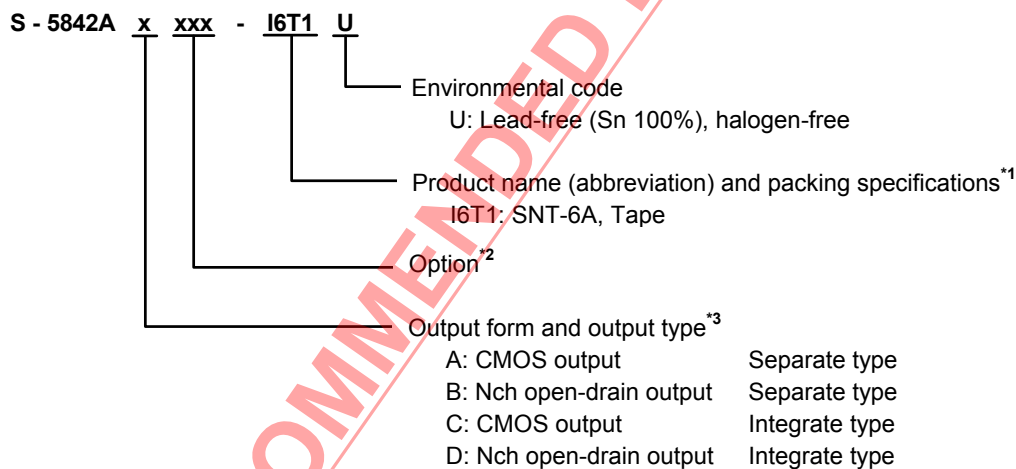 S - 5842A x xxx - I6T1 U
Environmental code
U: Lead-free (Sn 100%), halogen-free
Product name (abbreviation) and packing specifications*1
I6T1: SNT-6A, Tape
Option*2
Output form and output type*3
A: CMOS output Separate type
B: Nch open-drain output Separate type
C: CMOS output Integrate type
D: Nch open-drain output Integrate type
OMMENDED